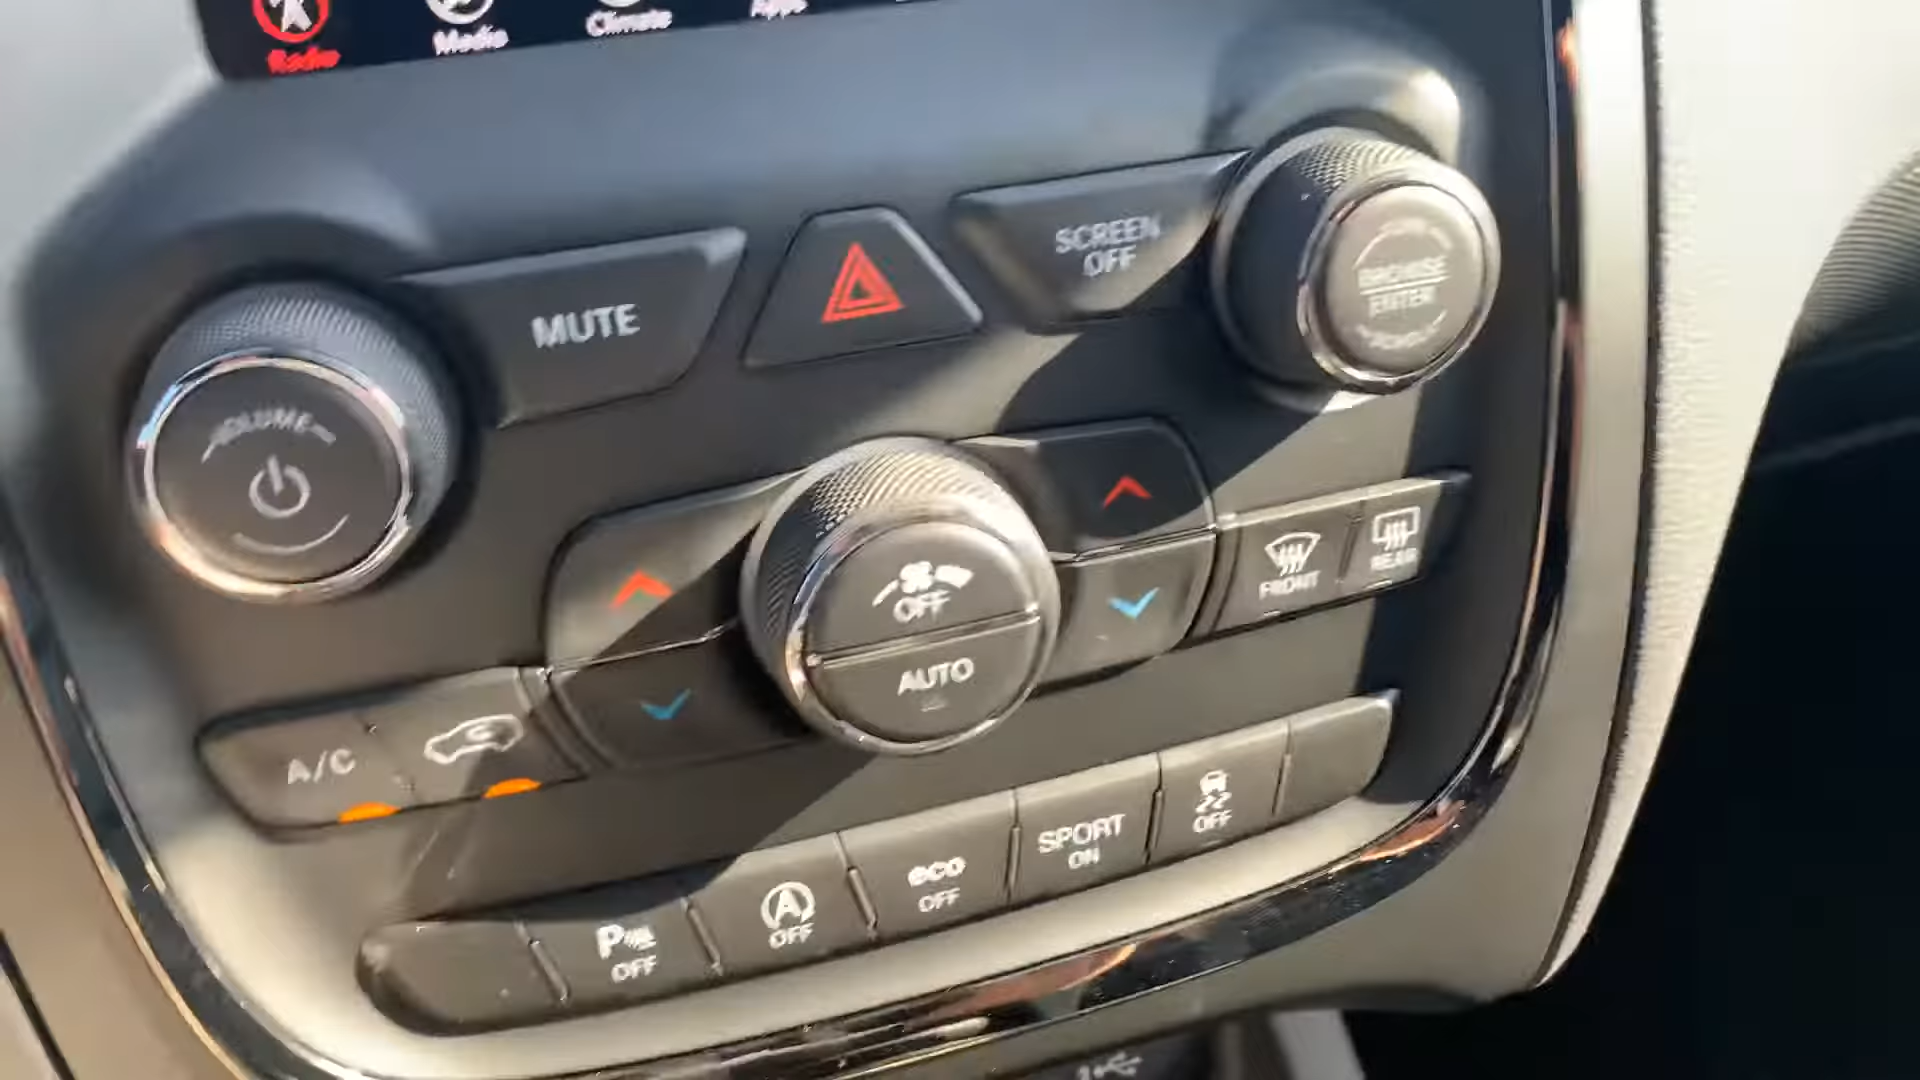 Radio
Media
Climate
Apps
MUTE
SCREEN
OFF
BROWSE
ENTER
VOLUME
OFF
AUTO
FRONT
REAR
A/C
P
OFF
A
OFF
eco
OFF
SPORT
ON
OFF